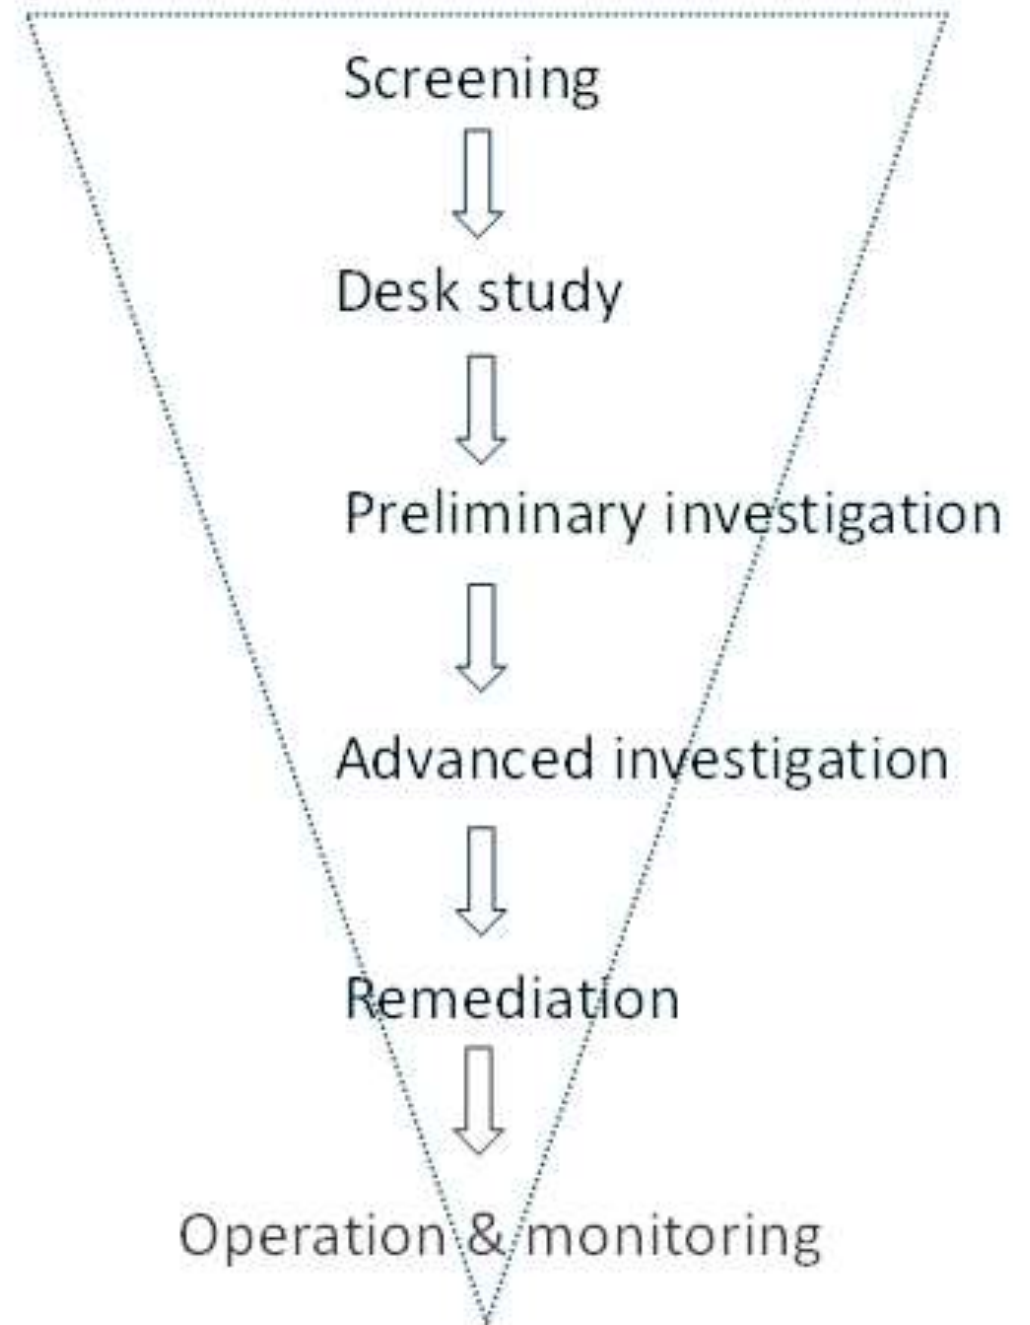 Screening
Desk study
Preliminary investigation
Advanced investigation
Remediation
Operation & monitoring